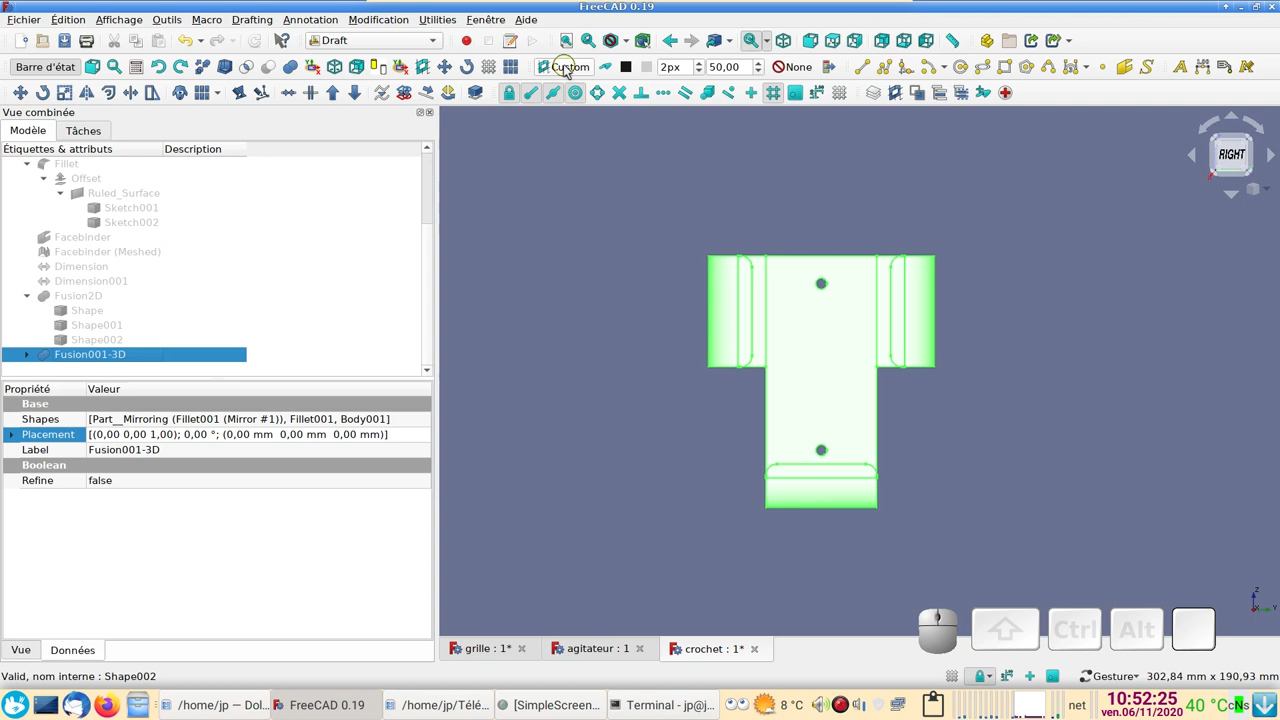 FreeCAD 0.19
Fichier Édition Affichage Outils Macro Drafting Annotation Modification Utilities Fenêtre Aide
Draft
Barre d'état Custom 2px 50,00 None
Vue combinée
Modèle Tâches
Étiquettes & attributs Description
Fillet
Offset
Ruled_Surface
Sketch001
Sketch002
Facebinder
Facebinder (Meshed)
Dimension
Dimension001
Fusion2D
Shape
Shape001
Shape002
Fusion001-3D
RIGHT
Propriété Valeur
Base
Shapes [Part__Mirroring (Fillet001 (Mirror #1)), Fillet001, Body001]
Placement [(0,00 0,00 1,00); 0,00 °; (0,00 mm 0,00 mm 0,00 mm)]
Label Fusion001-3D
Boolean
Refine false
Z
Ctrl Alt
Vue Données
grille : 1* agitateur : 1 crochet : 1*
Valid, nom interne : Shape002 Gesture 302,84 mm x 190,93 mm
/home/jp — Dol... FreeCAD 0.19 /home/jp/Télé... [SimpleScreen... Terminal - jp@j... 8 °C net 10:52:25 ven.06/11/2020 40 °C